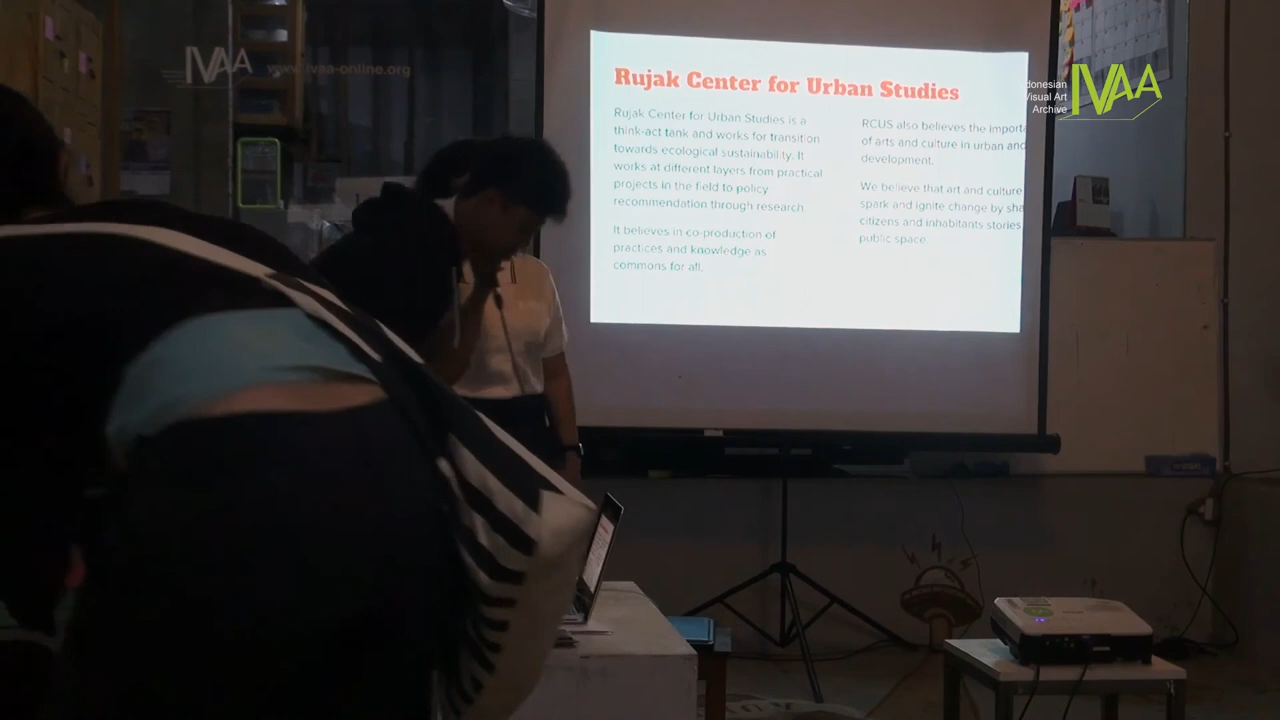 IVAA www.ivaa-online.org
Indonesian
Visual Art
Archive
IVAA
Rujak Center for Urban Studies
Rujak Center for Urban Studies is a
think-act tank and works for transition
towards ecological sustainability. It
works at different layers from practical
projects in the field to policy
recommendation through research.
It believes in co-production of
practices and knowledge as
commons for all.
RCUS also believes the importa
of arts and culture in urban and
development.
We believe that art and culture
spark and ignite change by sha
citizens and inhabitants stories
public space.